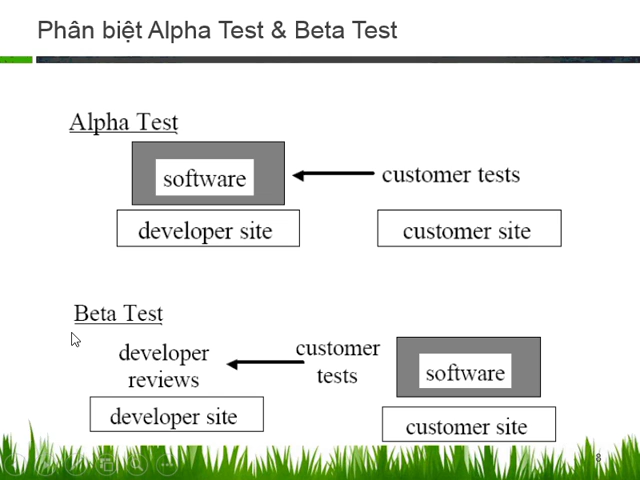 Phân biệt Alpha Test & Beta Test
Alpha Test
software
customer tests
developer site
customer site
Beta Test
developer
reviews
customer
tests
software
developer site
customer site
8